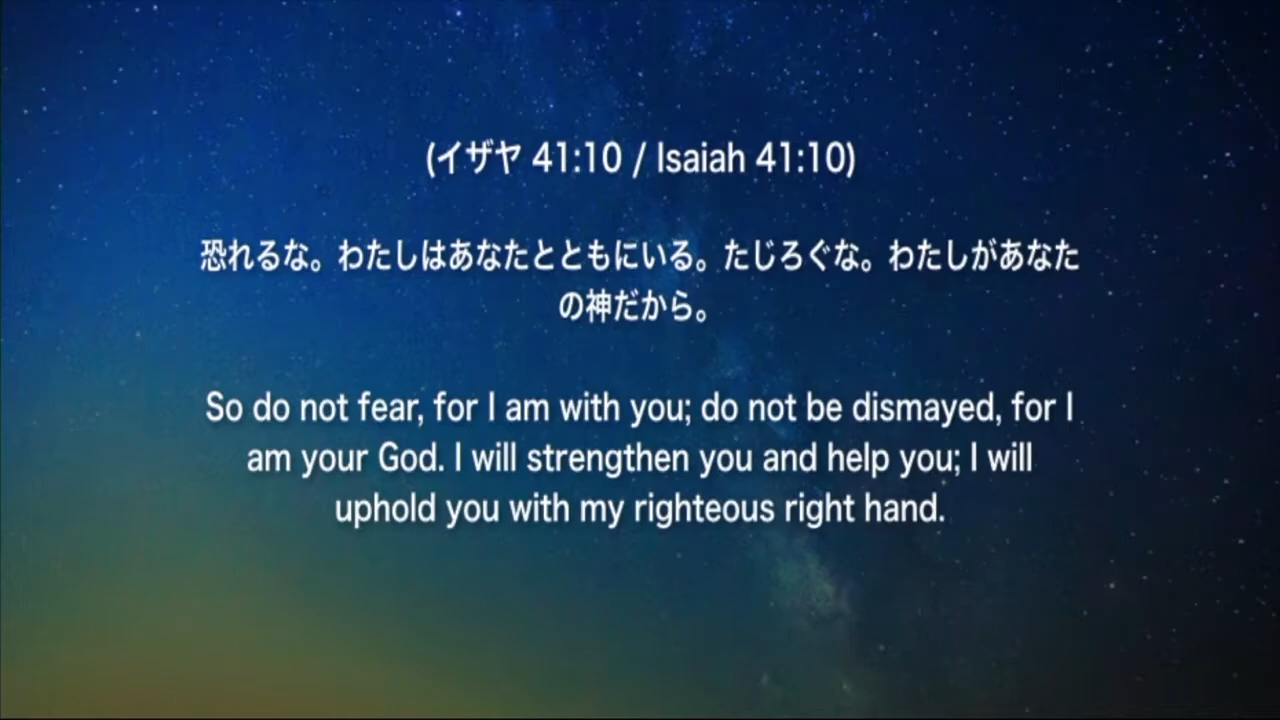 (イザヤ 41:10 / Isaiah 41:10)
恐れるな。わたしはあなたとともにいる。たじろぐな。わたしがあなた
の神だから。
So do not fear, for I am with you; do not be dismayed, for I
am your God. I will strengthen you and help you; I will
uphold you with my righteous right hand.